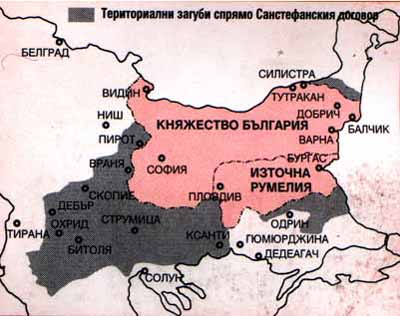 Територіални загуби спрямо Санстефанския договор
БЕЛГРАД
СИЛИСТРА
ВИДИН
ТУТРАКАН
ДОБРИЧ
НИШ
КНЯЖЕСТВО БЪЛГАРИЯ
БАЛЧИК
ПИРОТ
ВАРНА
ВРАНЯ
СОФИЯ
БУРГАС
ИЗТОЧНА
РУМЕЛИЯ
СКОПИЕ
ПЛОВДИВ
ДЕБЪР
ОХРИД
СТРУМИЦА
ОДРИН
ТИРАНА
БИТОЛЯ
КСАНТИ
ГЮМЮРДЖИНА
ДЕДЕАГАЧ
СОЛУН